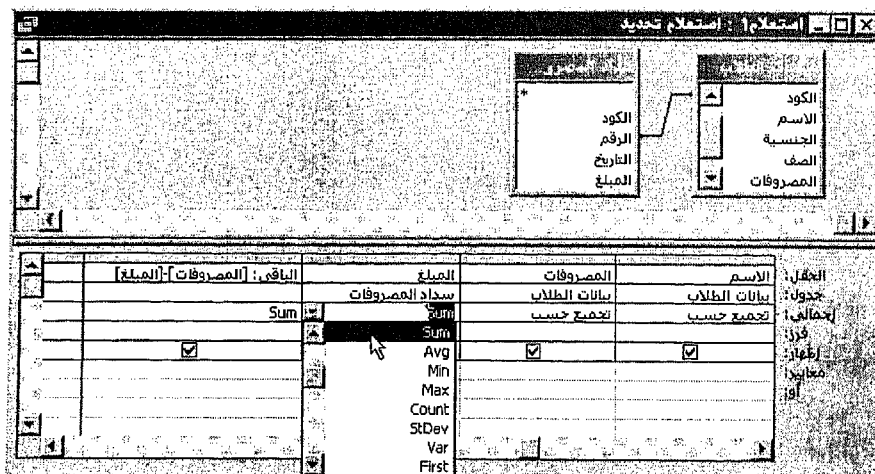 استعلام1 : استعلام تحديد
*
الكود
الرقم
التاريخ
المبلغ
الكود
الاسم
الجنسية
الصف
المصروفات
الحقل: الاسم المصروفات المبلغ الباقي: [المصروفات]-[المبلغ]
جدول: بيانات الطلاب بيانات الطلاب سداد المصروفات
إجمالي: تجميع حسب تجميع حسب Sum Sum
فرز: Sum
إظهار: Avg
معايير: Min
أو: Max
Count
StDev
Var
First